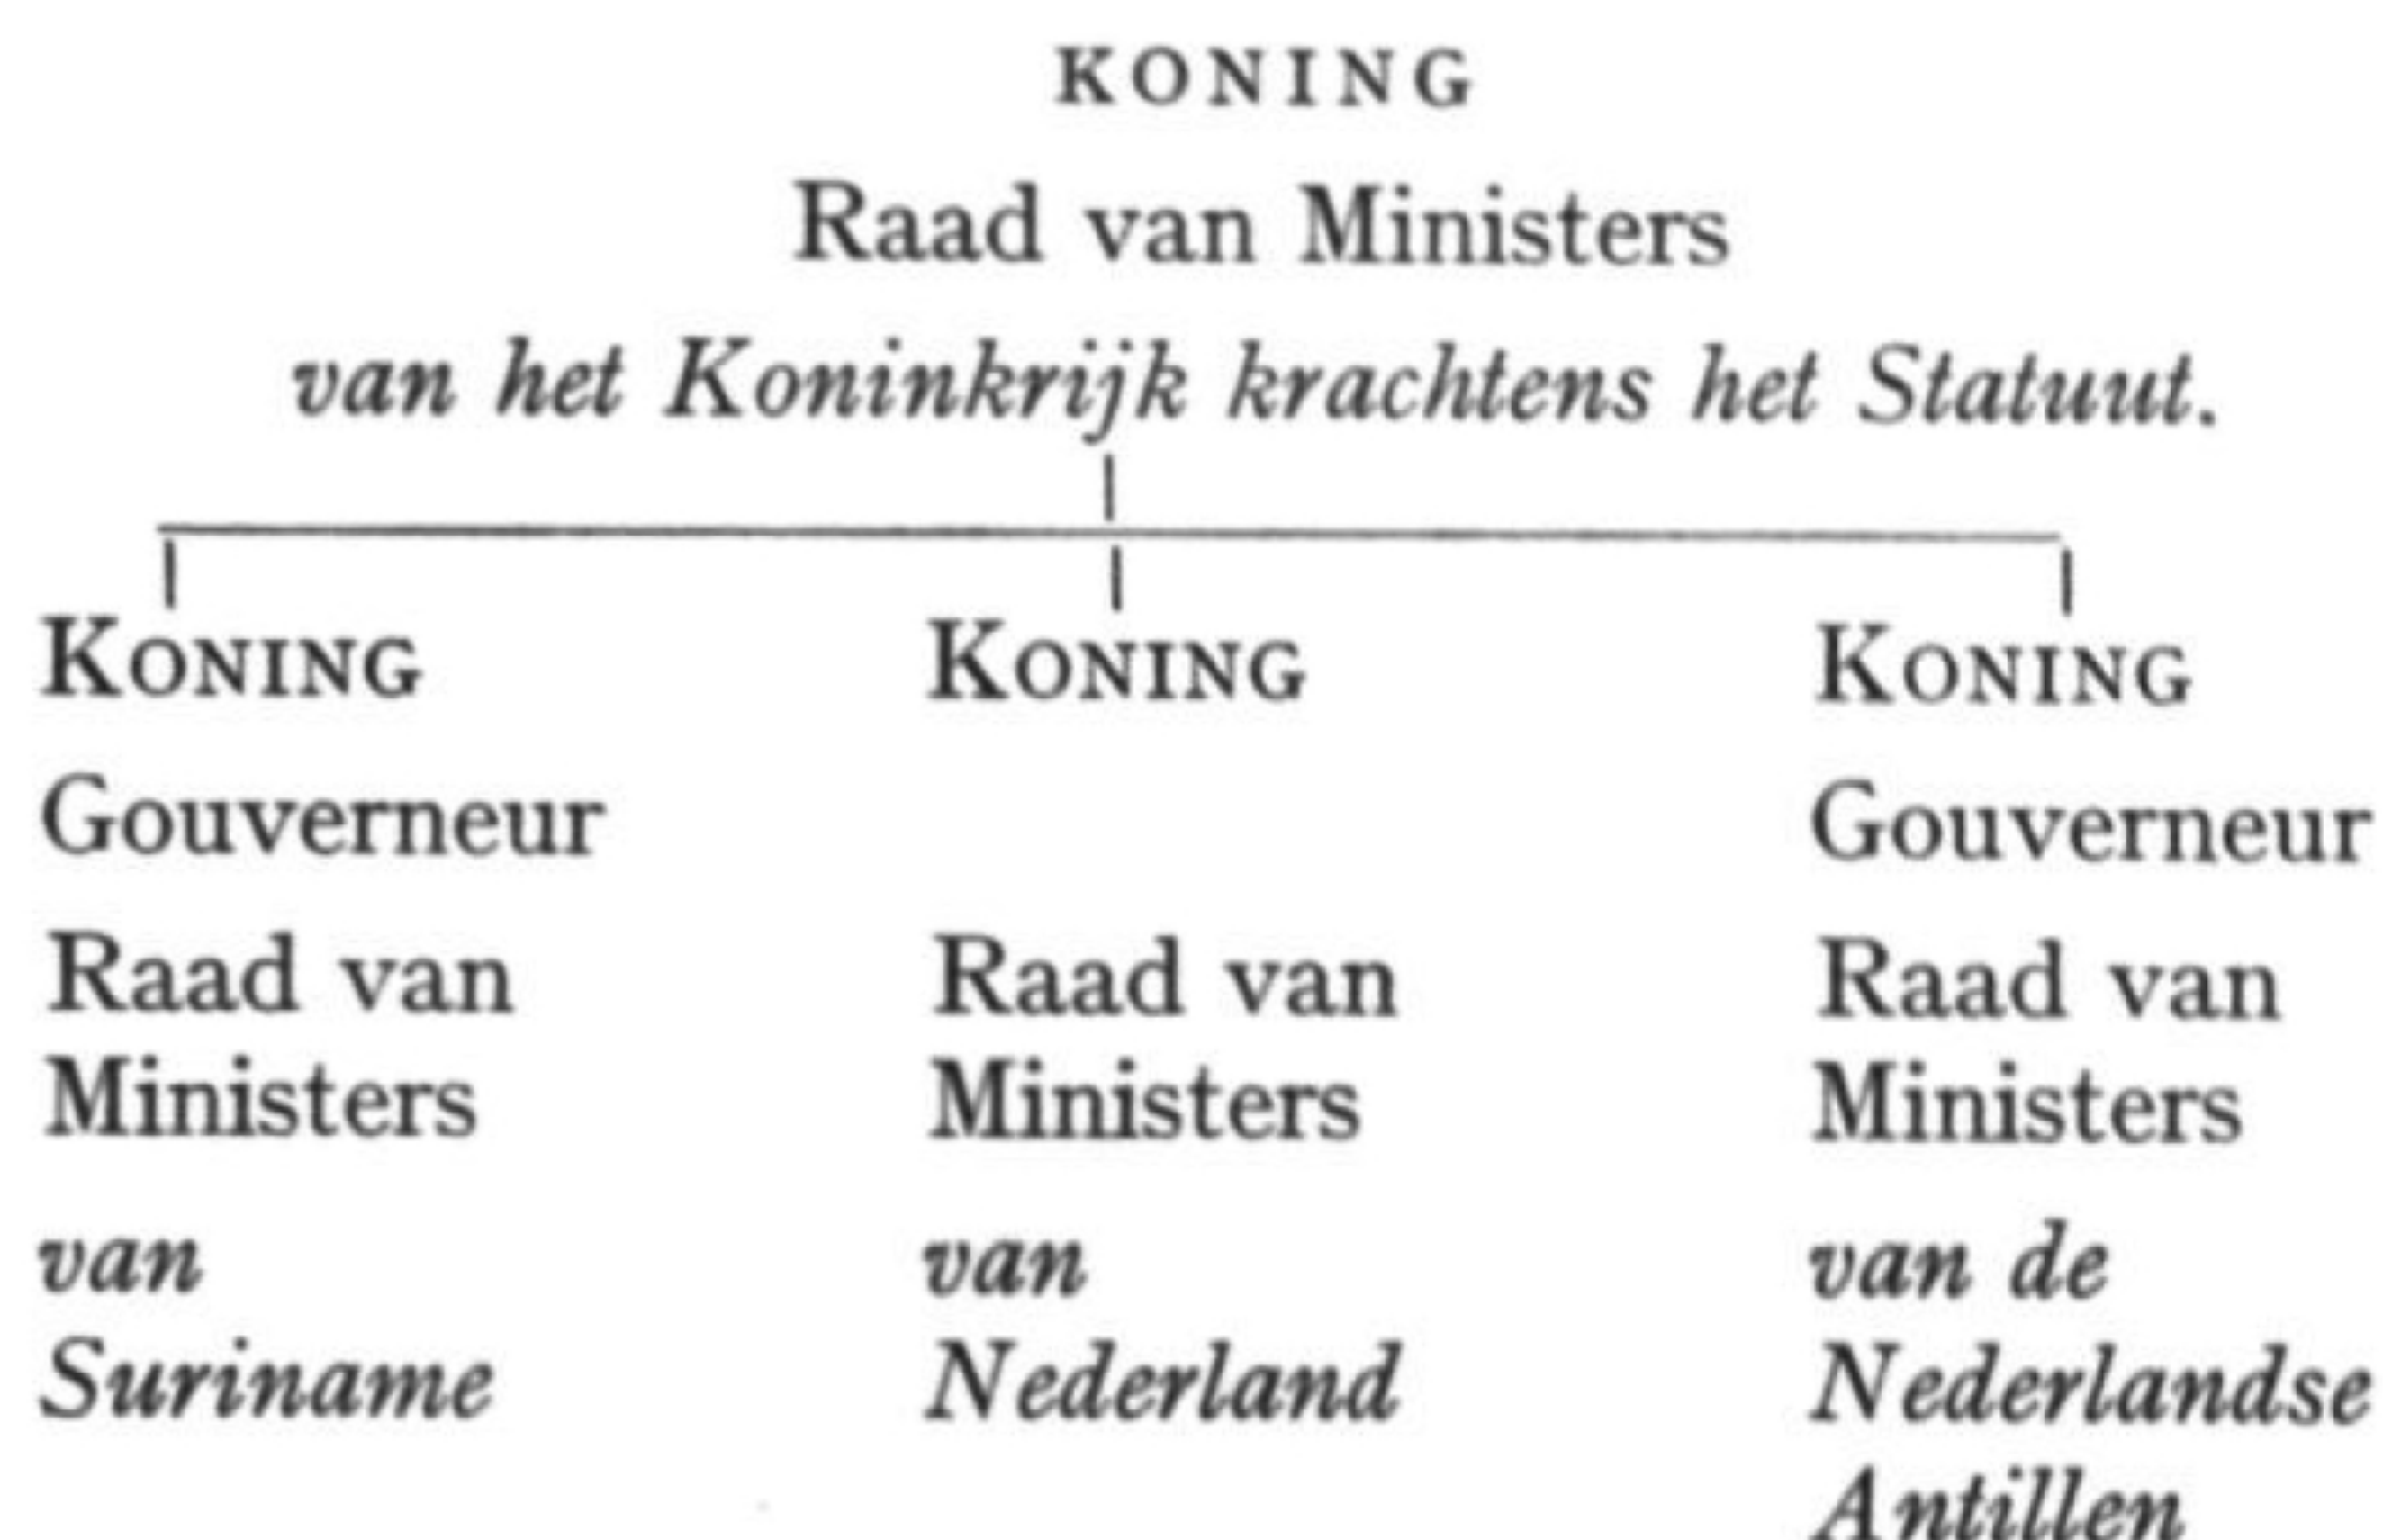 KONING
Raad van Ministers
van het Koninkrijk krachtens het Statuut.
KONING
Gouverneur
Raad van
Ministers
van
Suriname
KONING
Raad van
Ministers
van
Nederland
KONING
Gouverneur
Raad van
Ministers
van de
Nederlandse
Antillen